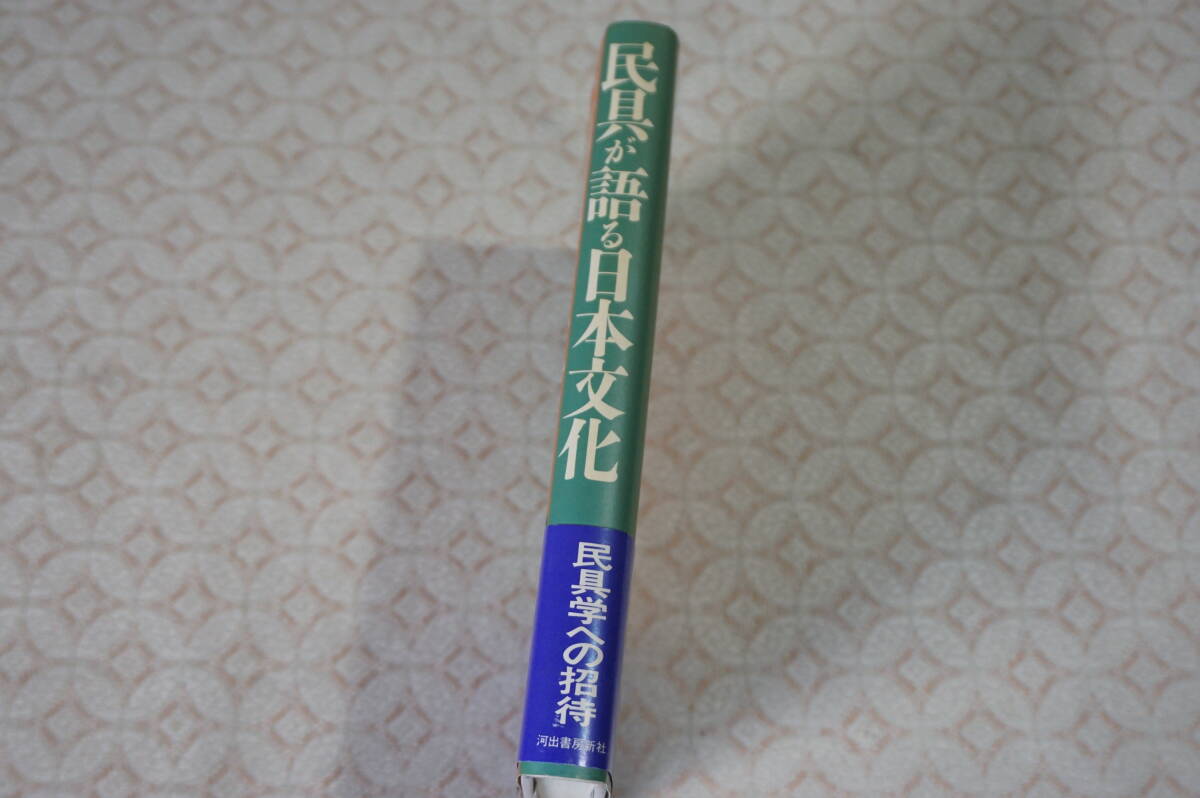 民具が語る日本文化
民具学への招待
河出書房新社